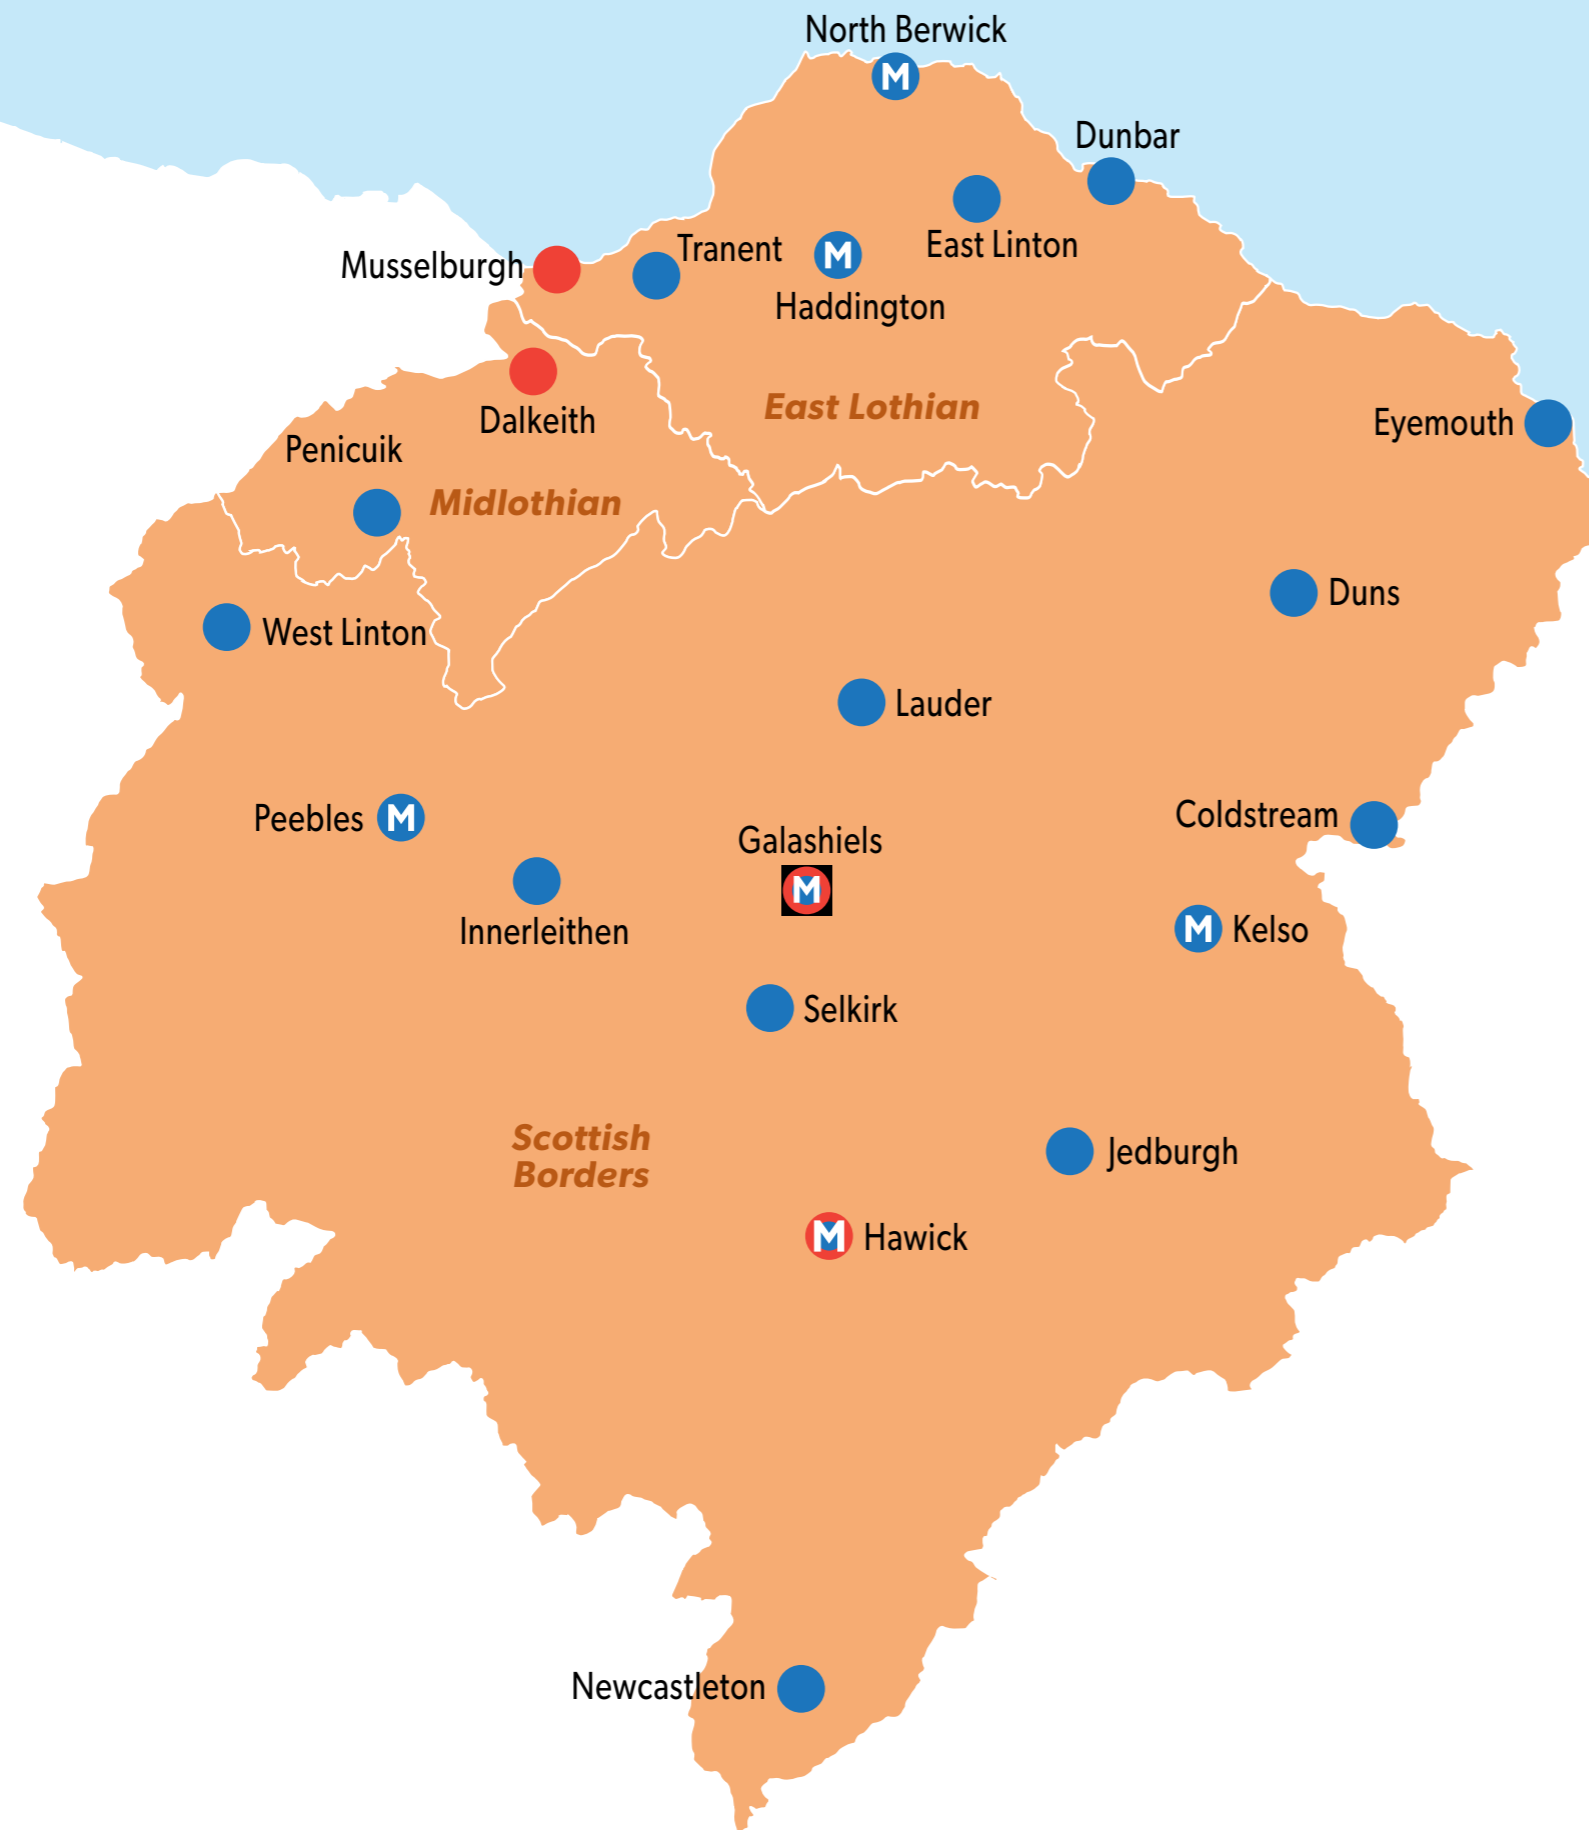 North Berwick
M
Dunbar
East Linton
Tranent
M
Haddington
Musselburgh
Dalkeith
East Lothian
Eyemouth
Penicuik
Midlothian
Duns
West Linton
Lauder
Peebles
M
Coldstream
Galashiels
M
Innerleithen
M
Kelso
Selkirk
Scottish
Borders
Jedburgh
M
Hawick
Newcastleton